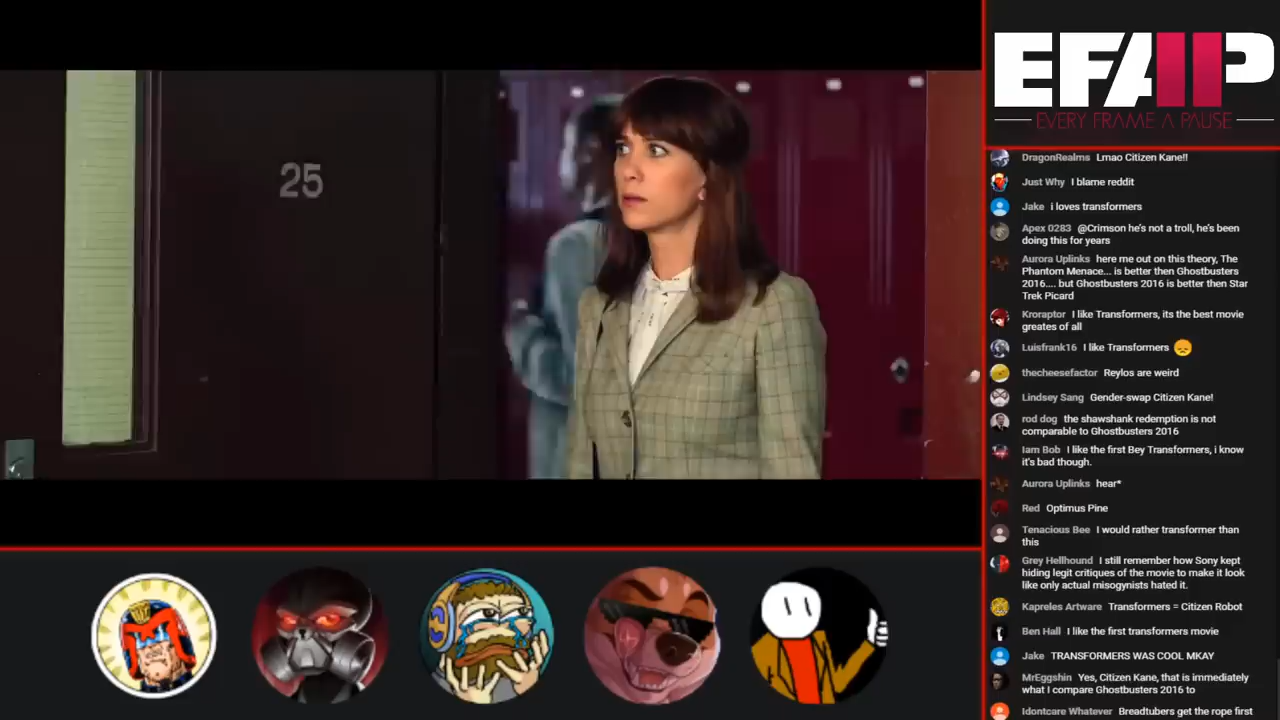 25
EFAP
EVERY FRAME A PAUSE
DragonRealms Lmao Citizen Kane!!
Just Why I blame reddit
Jake i loves transformers
Apex 0283 @Crimson he's not a troll, he's been
doing this for years
Aurora Uplinks here me out on this theory, The
Phantom Menace... is better then Ghostbusters
2016.... but Ghostbusters 2016 is better then Star
Trek Picard
Kroraptor I like Transformers, its the best movie
greates of all
Luisfrank16 I like Transformers 😞
thecheesefactor Reylos are weird
Lindsey Sang Gender-swap Citizen Kane!
rod dog the shawshank redemption is not
comparable to Ghostbusters 2016
Iam Bob I like the first Bey Transformers, i know
it's bad though.
Aurora Uplinks hear*
Red Optimus Pine
Tenacious Bee I would rather transformer than
this
Grey Hellhound I still remember how Sony kept
hiding legit critiques of the movie to make it look
like only actual misogynists hated it.
Kapreles Artware Transformers = Citizen Robot
Ben Hall I like the first transformers movie
Jake TRANSFORMERS WAS COOL MKAY
MrEggshin Yes, Citizen Kane, that is immediately
what I compare Ghostbusters 2016 to
Idontcare Whatever Breadtubers get the rope first